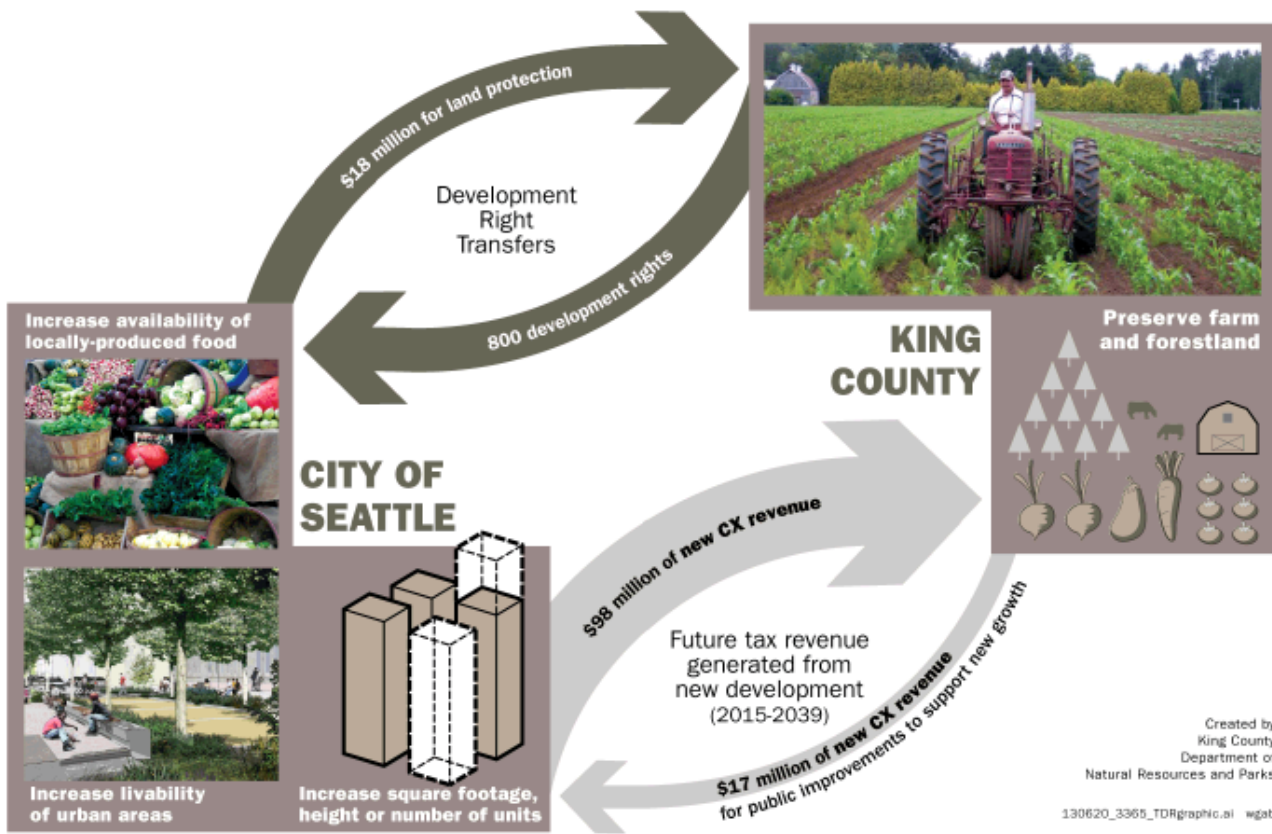 $18 million for land protection
Development
Right
Transfers
800 development rights
Increase availability of
locally-produced food
CITY OF
SEATTLE
Increase livability
of urban areas
Increase square footage,
height or number of units
KING
COUNTY
Preserve farm
and forestland
$98 million of new CX revenue
Future tax revenue
generated from
new development
(2015-2039)
$17 million of new CX revenue
for public improvements to support new growth
Created by
King County
Department of
Natural Resources and Parks
130620_3365_TDRgraphic.ai wgab